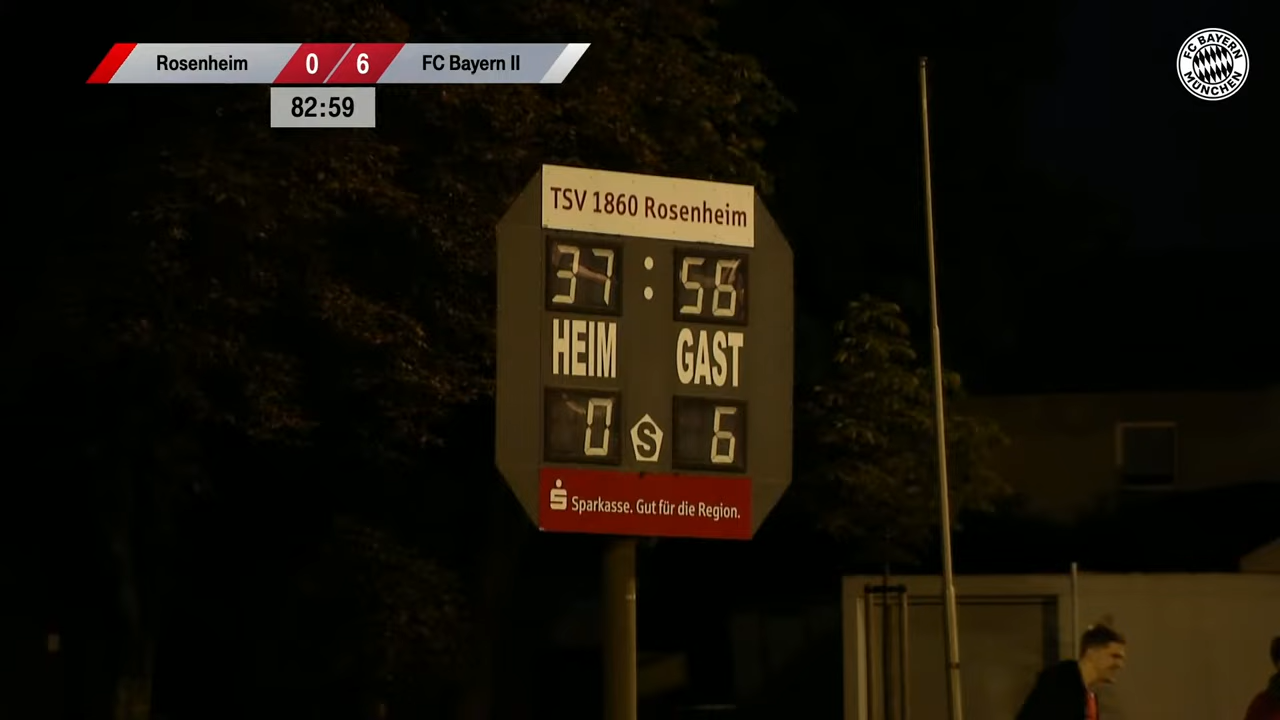 Rosenheim 0 6 FC Bayern II
82:59
FC BAYERN MÜNCHEN
TSV 1860 Rosenheim
37:56
HEIM GAST
0 S 6
Sparkasse. Gut für die Region.